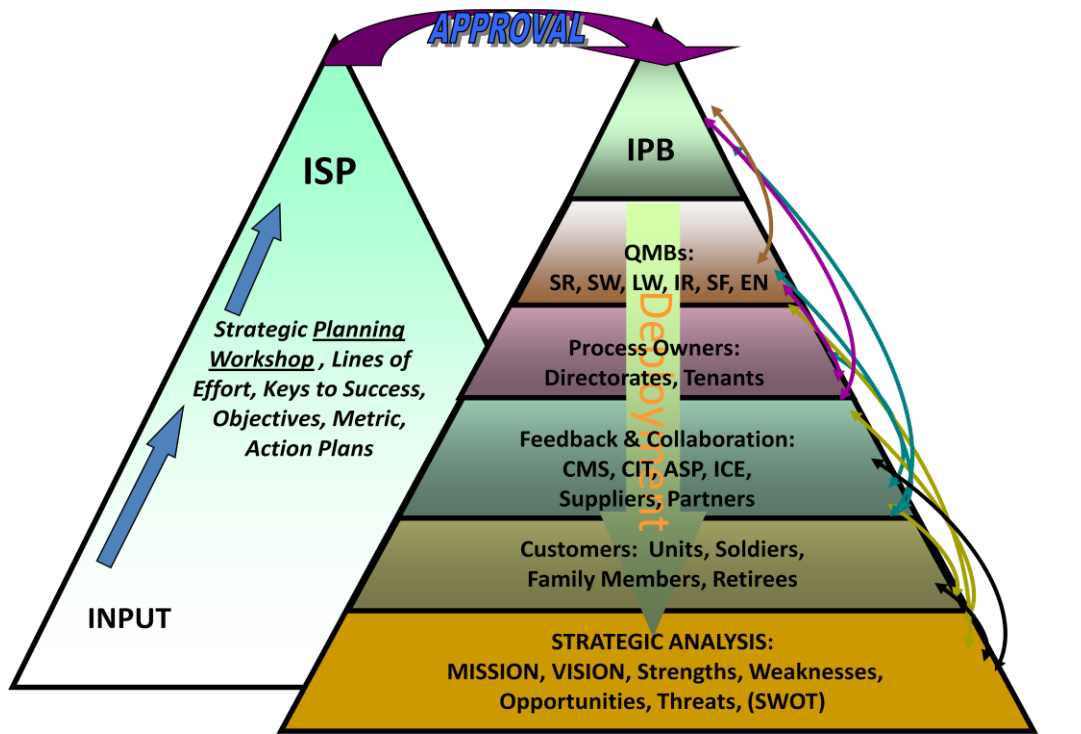 APPROVAL
ISP
Strategic Planning
Workshop , Lines of
Effort, Keys to Success,
Objectives, Metric,
Action Plans
INPUT
IPB
QMBs:
SR, SW, LW, IR, SF, EN
Process Owners:
Directorates, Tenants
Feedback & Collaboration:
CMS, CIT, ASP, ICE,
Suppliers, Partners
Customers: Units, Soldiers,
Family Members, Retirees
STRATEGIC ANALYSIS:
MISSION, VISION, Strengths, Weaknesses,
Opportunities, Threats, (SWOT)
Deployment